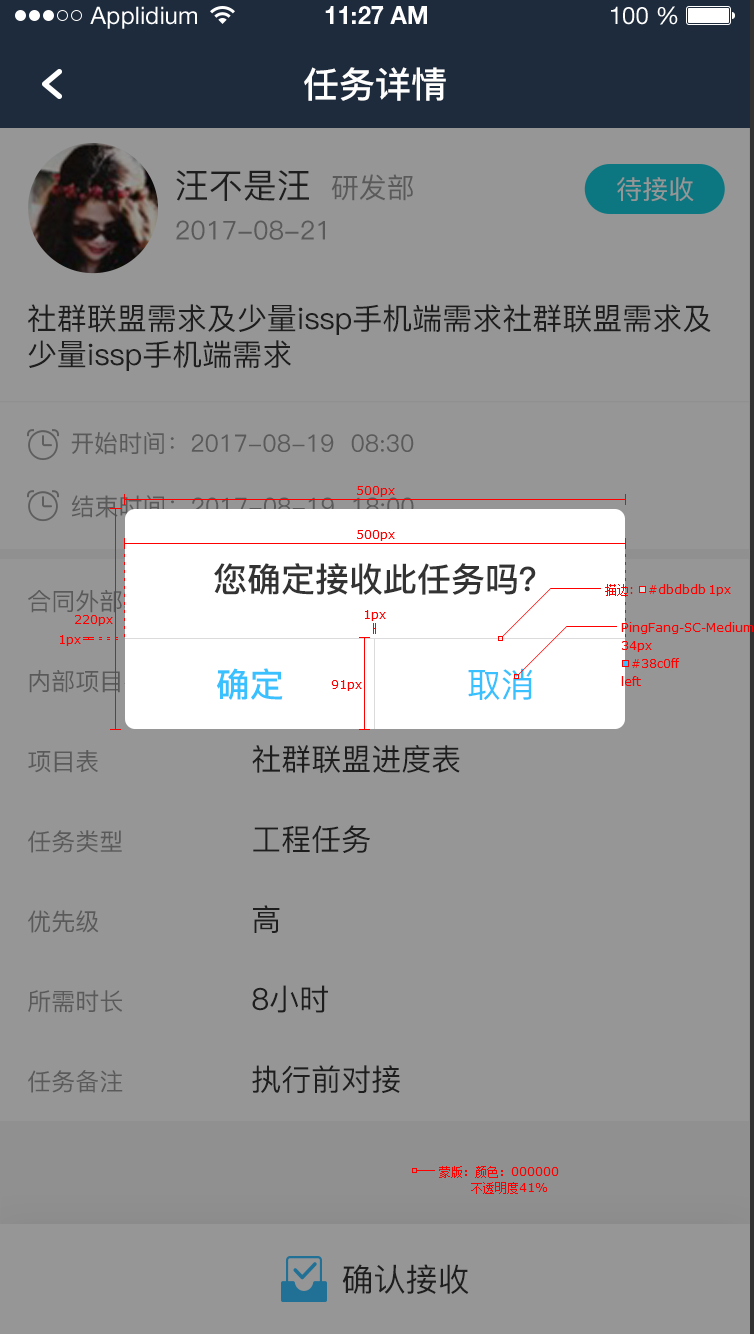 Applidium 11:27 AM 100 %
任务详情
汪不是汪 研发部 待接收
2017-08-21
社群联盟需求及少量issp手机端需求社群联盟需求及
少量issp手机端需求
开始时间：2017-08-19 08:30
500px
结束时间：2017-08-19 18:00
500px
您确定接收此任务吗?
描边：#dbdbdb 1px
合同外部
220px
1px
PingFang-SC-Medium
1px
34px
#38c0ff
left
内部项目
确定
91px
取消
项目表 社群联盟进度表
任务类型 工程任务
优先级 高
所需时长 8小时
任务备注 执行前对接
蒙版：颜色：000000
不透明度41%
确认接收